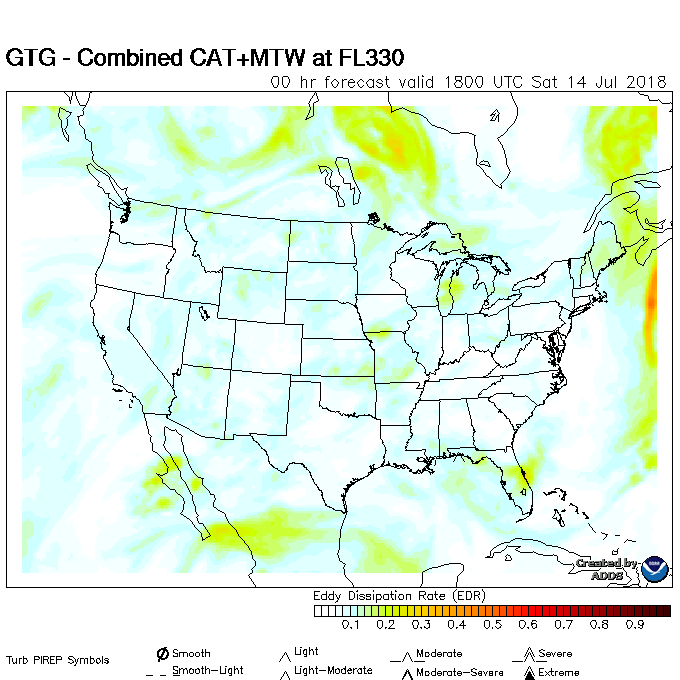 GTG - Combined CAT+MTW at FL330
00 hr forecast valid 1800 UTC Sat 14 Jul 2018
Created by
ADDS
Eddy Dissipation Rate (EDR)
0.1 0.2 0.3 0.4 0.5 0.6 0.7 0.8 0.9
Turb PIREP Symbols
Smooth Light Moderate Severe
Smooth-Light Light-Moderate Moderate-Severe Extreme